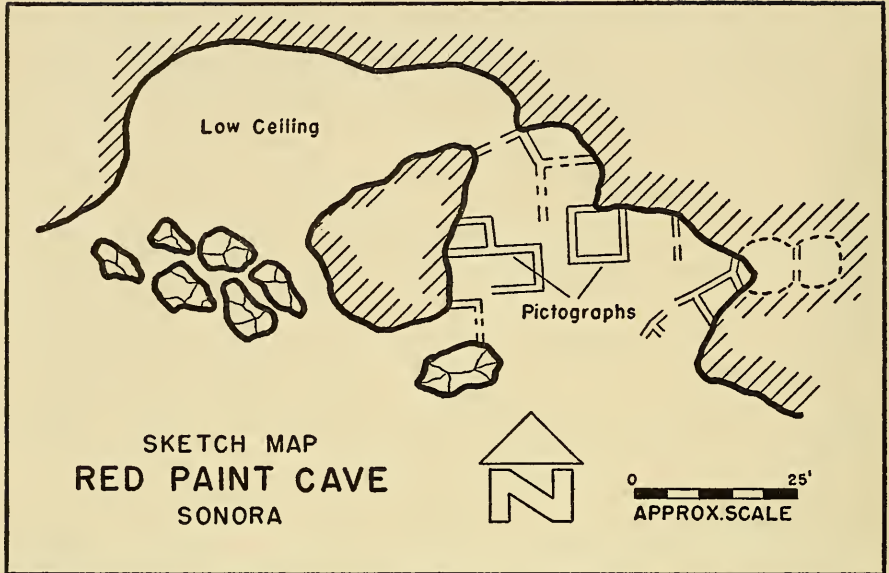 Low Ceiling
Pictographs
SKETCH MAP
RED PAINT CAVE
SONORA
N
0 25'
APPROX.SCALE